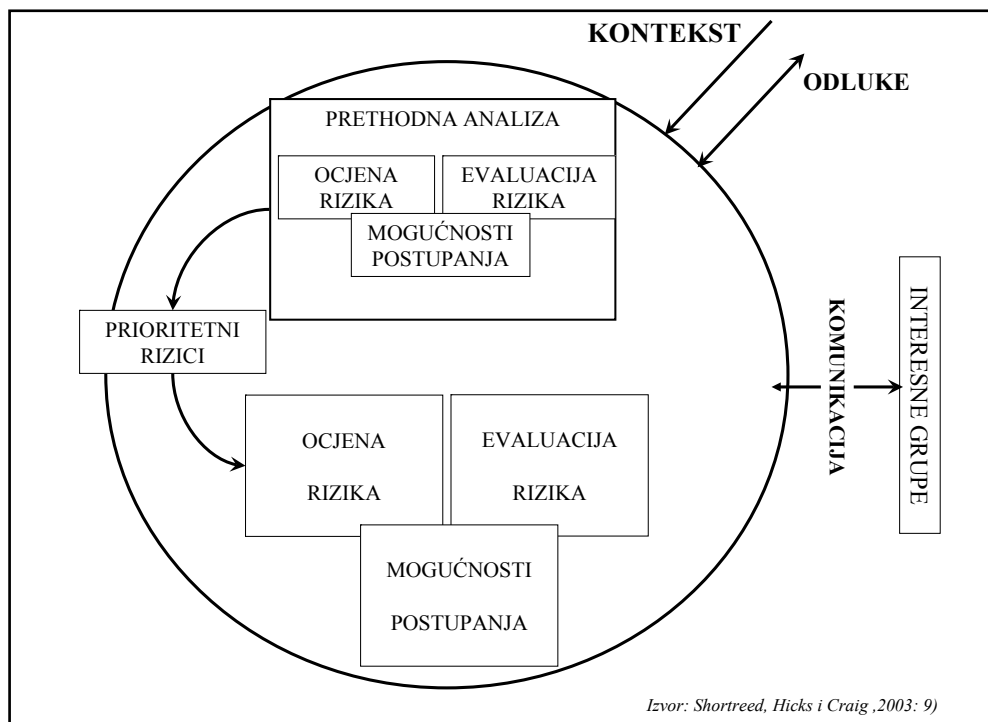 KONTEKST
ODLUKE
PRETHODNA ANALIZA
OCJENA
RIZIKA
EVALUACIJA
RIZIKA
MOGUĆNOSTI
POSTUPANJA
PRIORITETNI
RIZICI
OCJENA
RIZIKA
EVALUACIJA
RIZIKA
MOGUĆNOSTI
POSTUPANJA
KOMUNIKACIJA
INTERESNE GRUPE
Izvor: Shortreed, Hicks i Craig ,2003: 9)